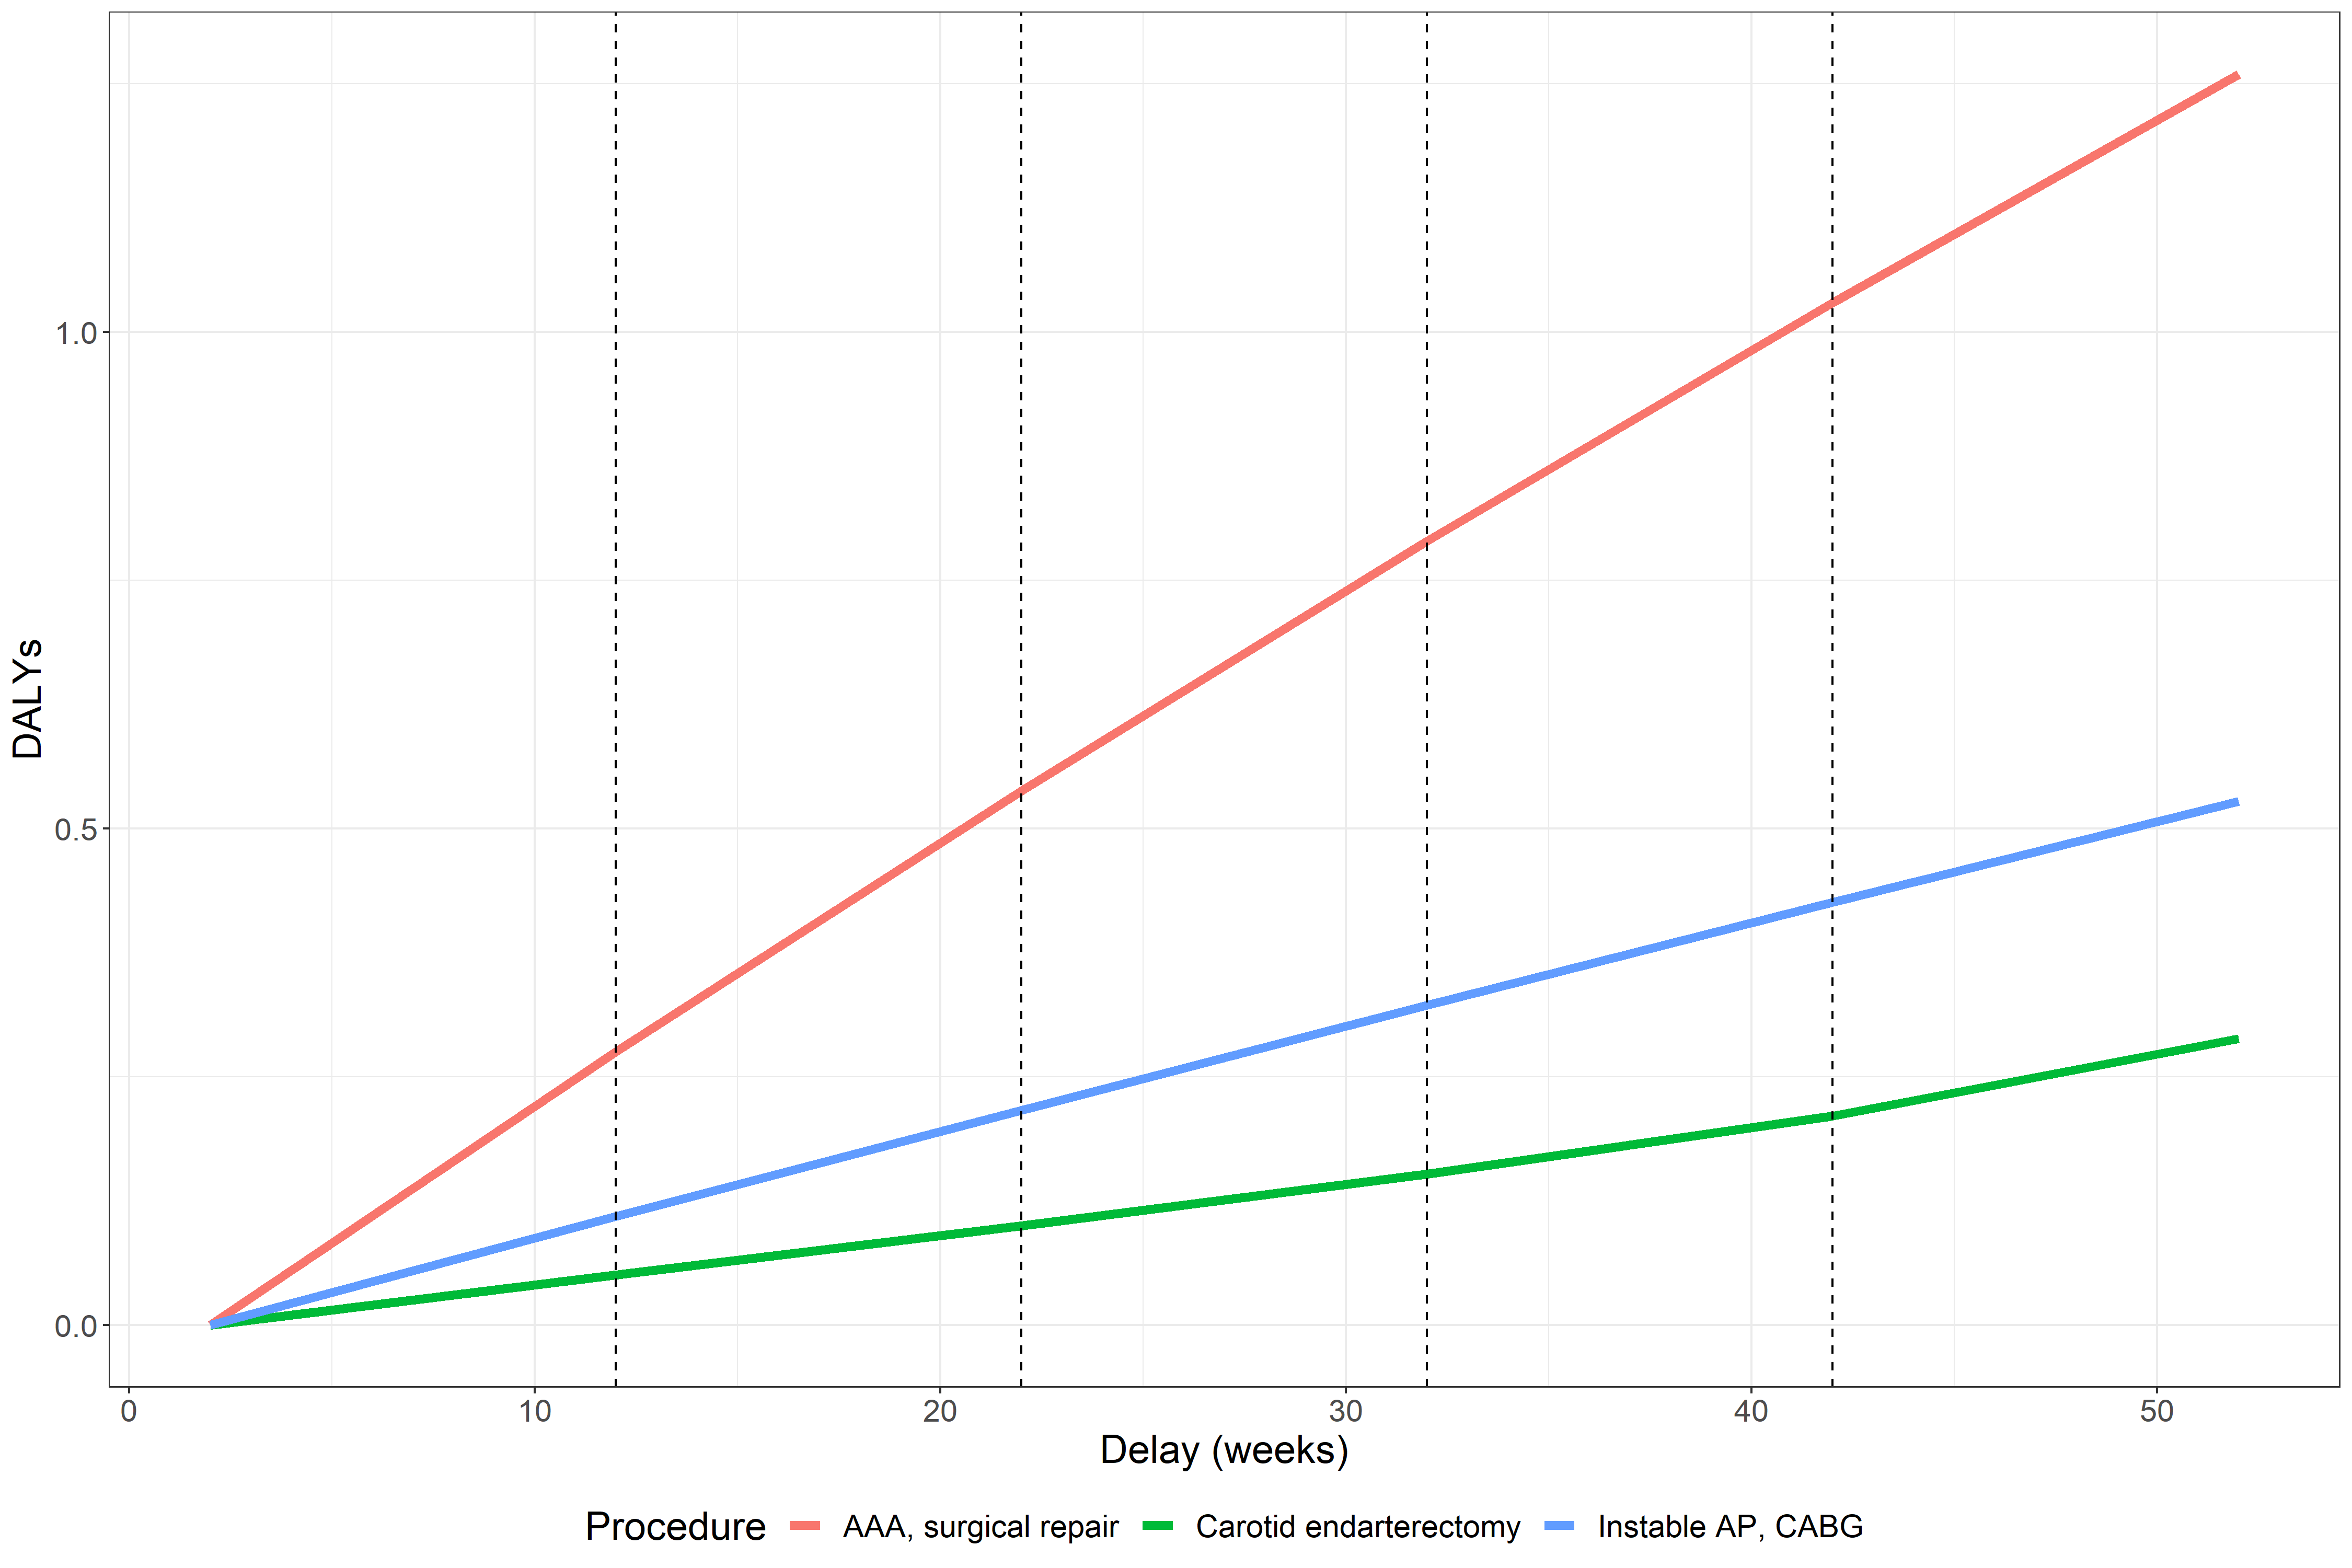 DALYs
1.0
0.5
0.0
0 10 20 30 40 50
Delay (weeks)
Procedure AAA, surgical repair Carotid endarterectomy Instable AP, CABG